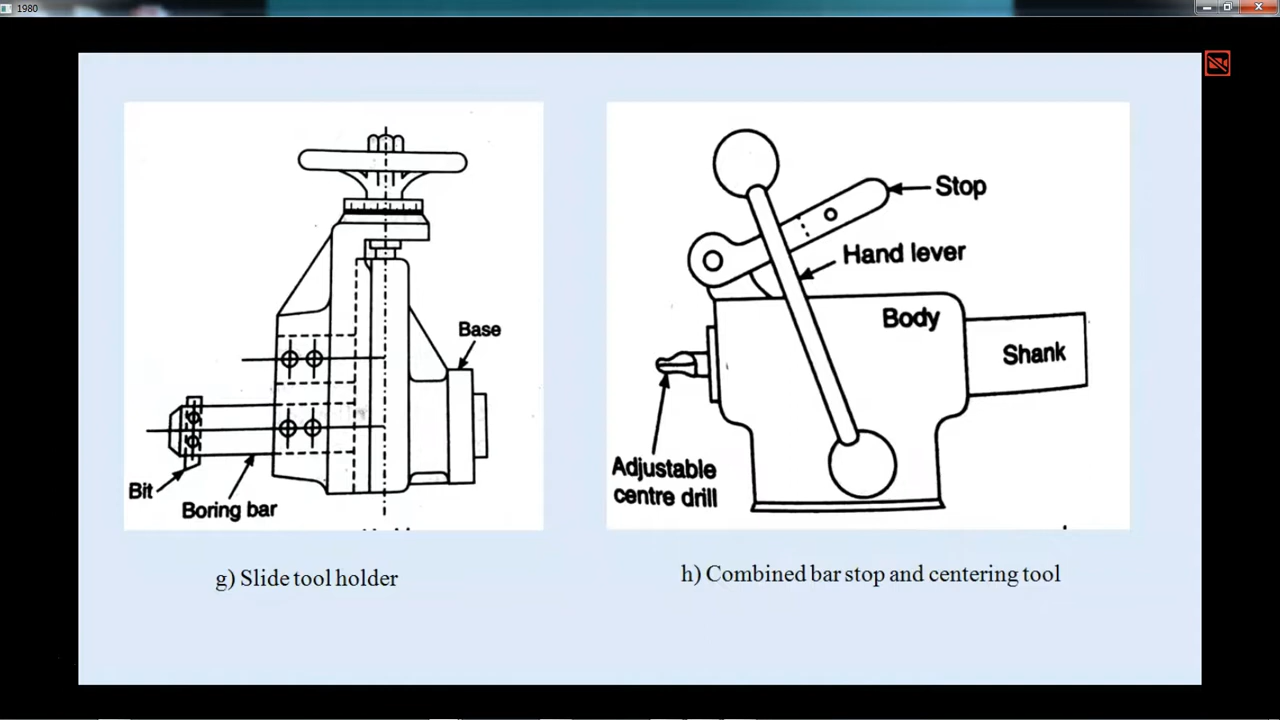 1980
Base
Bit
Boring bar
g) Slide tool holder
Stop
Hand lever
Body
Shank
Adjustable
centre drill
h) Combined bar stop and centering tool